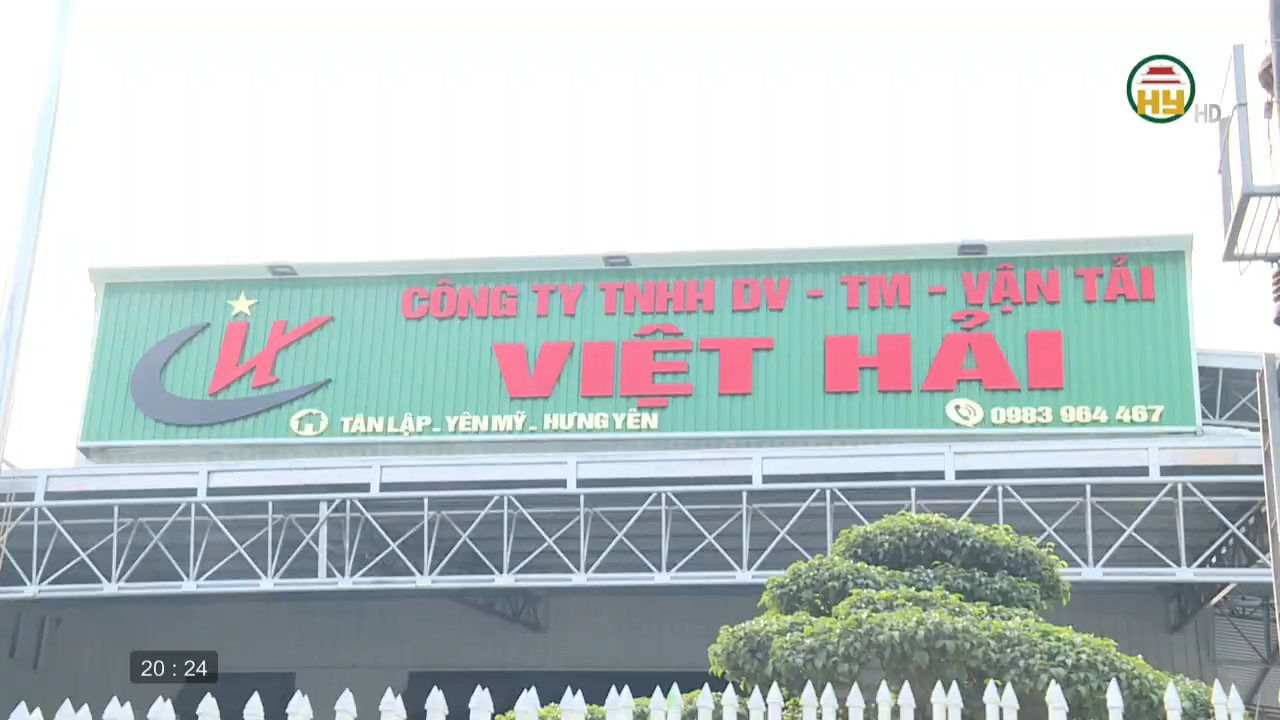 HY HD
CÔNG TY TNHH DV - TM - VẬN TẢI
VIỆT HẢI
TÂN LẬP - YÊN MỸ - HƯNG YÊN
0983 964 467
20 : 24